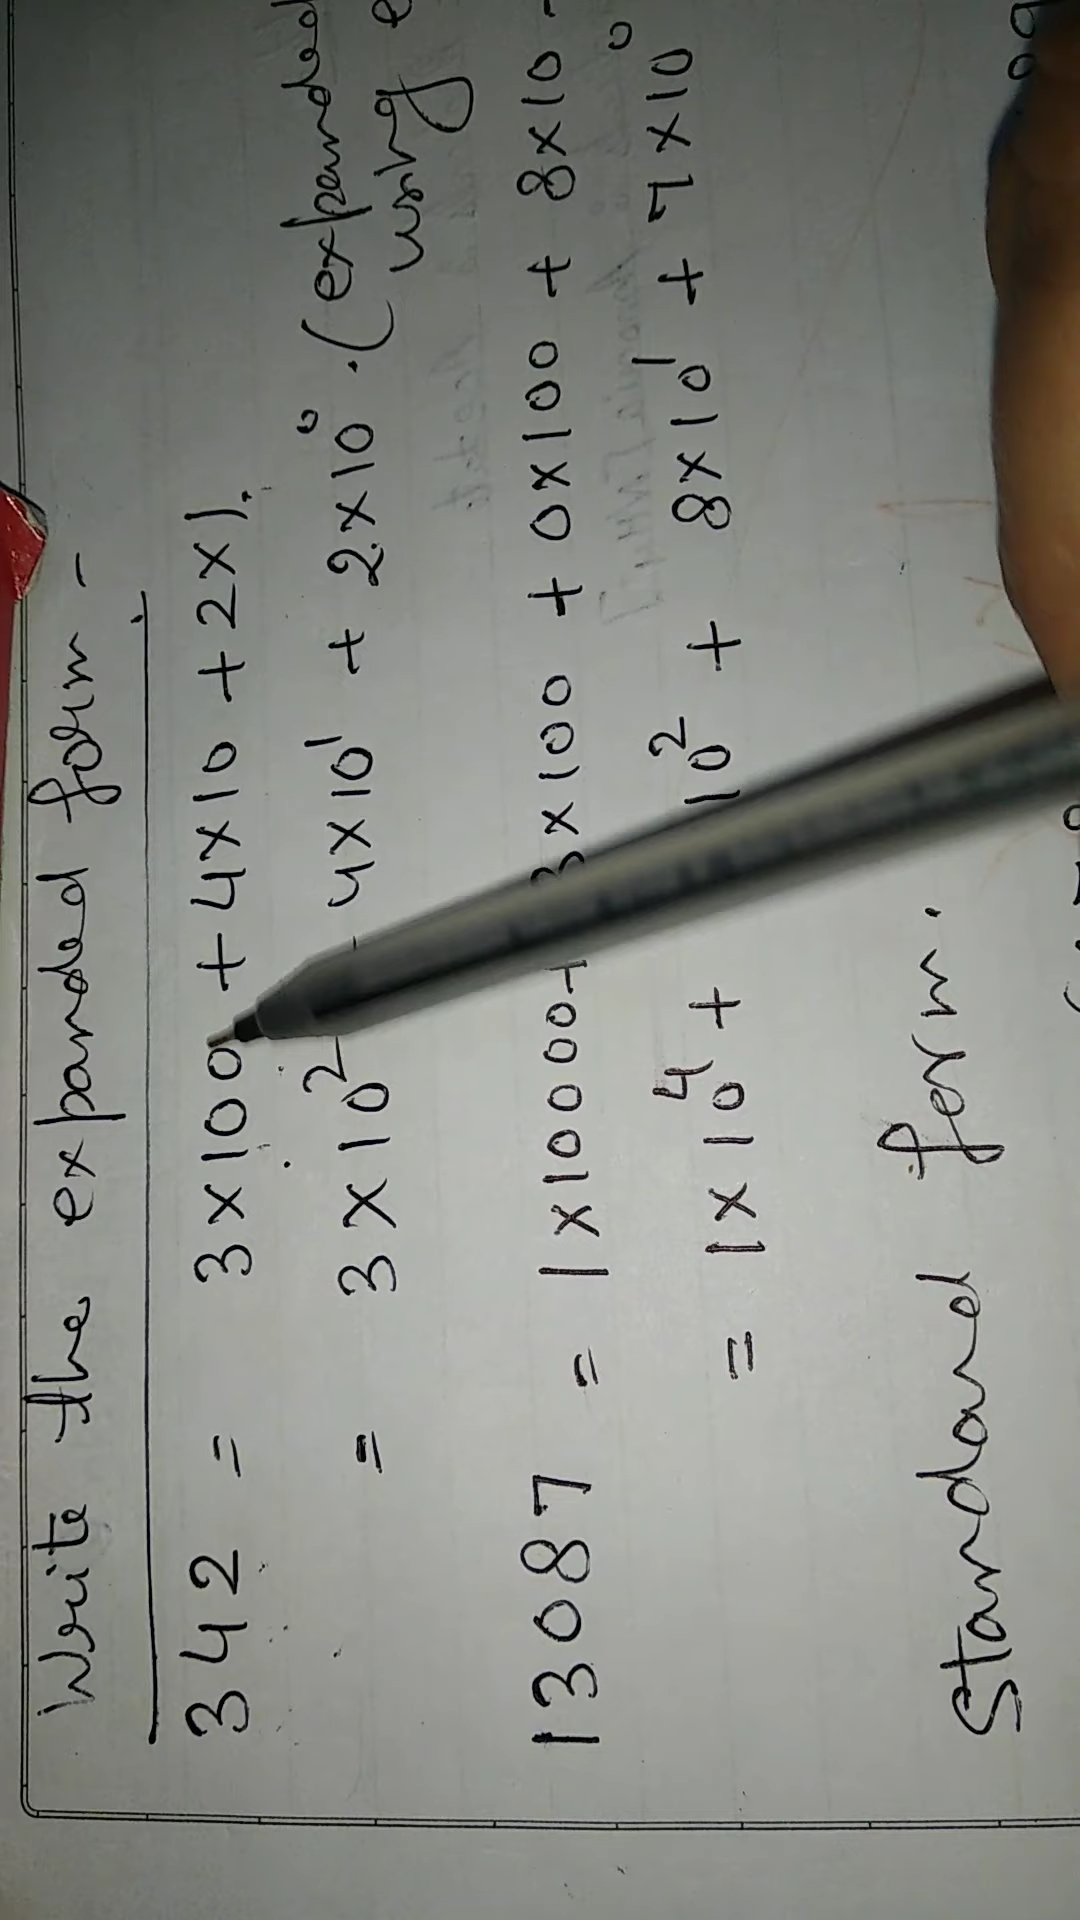 Write the expanded form -
342 = 3×100 + 4×10 + 2×1.
= 3×10² 4×10¹ + 2×10⁰. (expanded
using
13087 = 1×10000+ 3×100 + 0×100 + 8×10
= 1×10⁴ + 10² + 8×10¹ + 7×10⁰
Standard form.